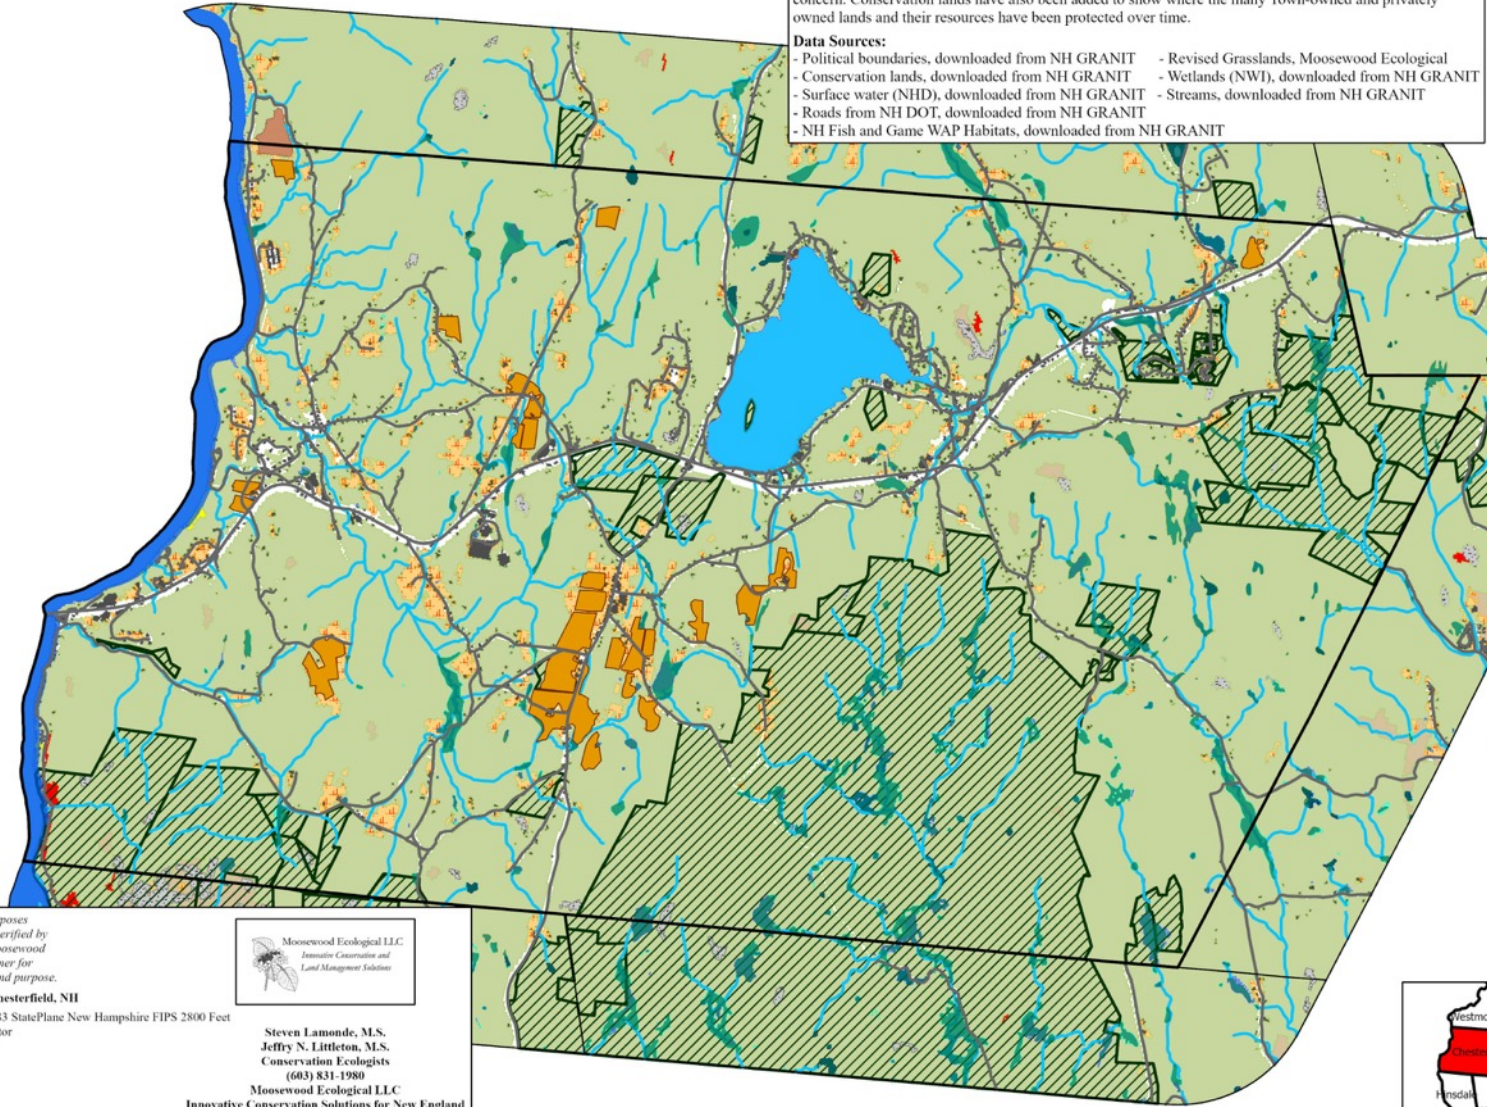 concern. Conservation lands have also been added to show where the many Town-owned and privately
owned lands and their resources have been protected over time.
Data Sources:
- Political boundaries, downloaded from NH GRANIT - Revised Grasslands, Moosewood Ecological
- Conservation lands, downloaded from NH GRANIT - Wetlands (NWI), downloaded from NH GRANIT
- Surface water (NHD), downloaded from NH GRANIT - Streams, downloaded from NH GRANIT
- Roads from NH DOT, downloaded from NH GRANIT
- NH Fish and Game WAP Habitats, downloaded from NH GRANIT
poses
erified by
oosewood
ner for
nd purpose.
hesterfield, NH
83 StatePlane New Hampshire FIPS 2800 Feet
tor
Moosewood Ecological LLC
Innovative Conservation and
Land Management Solutions
Steven Lamonde, M.S.
Jeffry N. Littleton, M.S.
Conservation Ecologists
(603) 831-1980
Moosewood Ecological LLC
Innovative Conservation Solutions for New England
Westmo
Cheste
Hinsdal